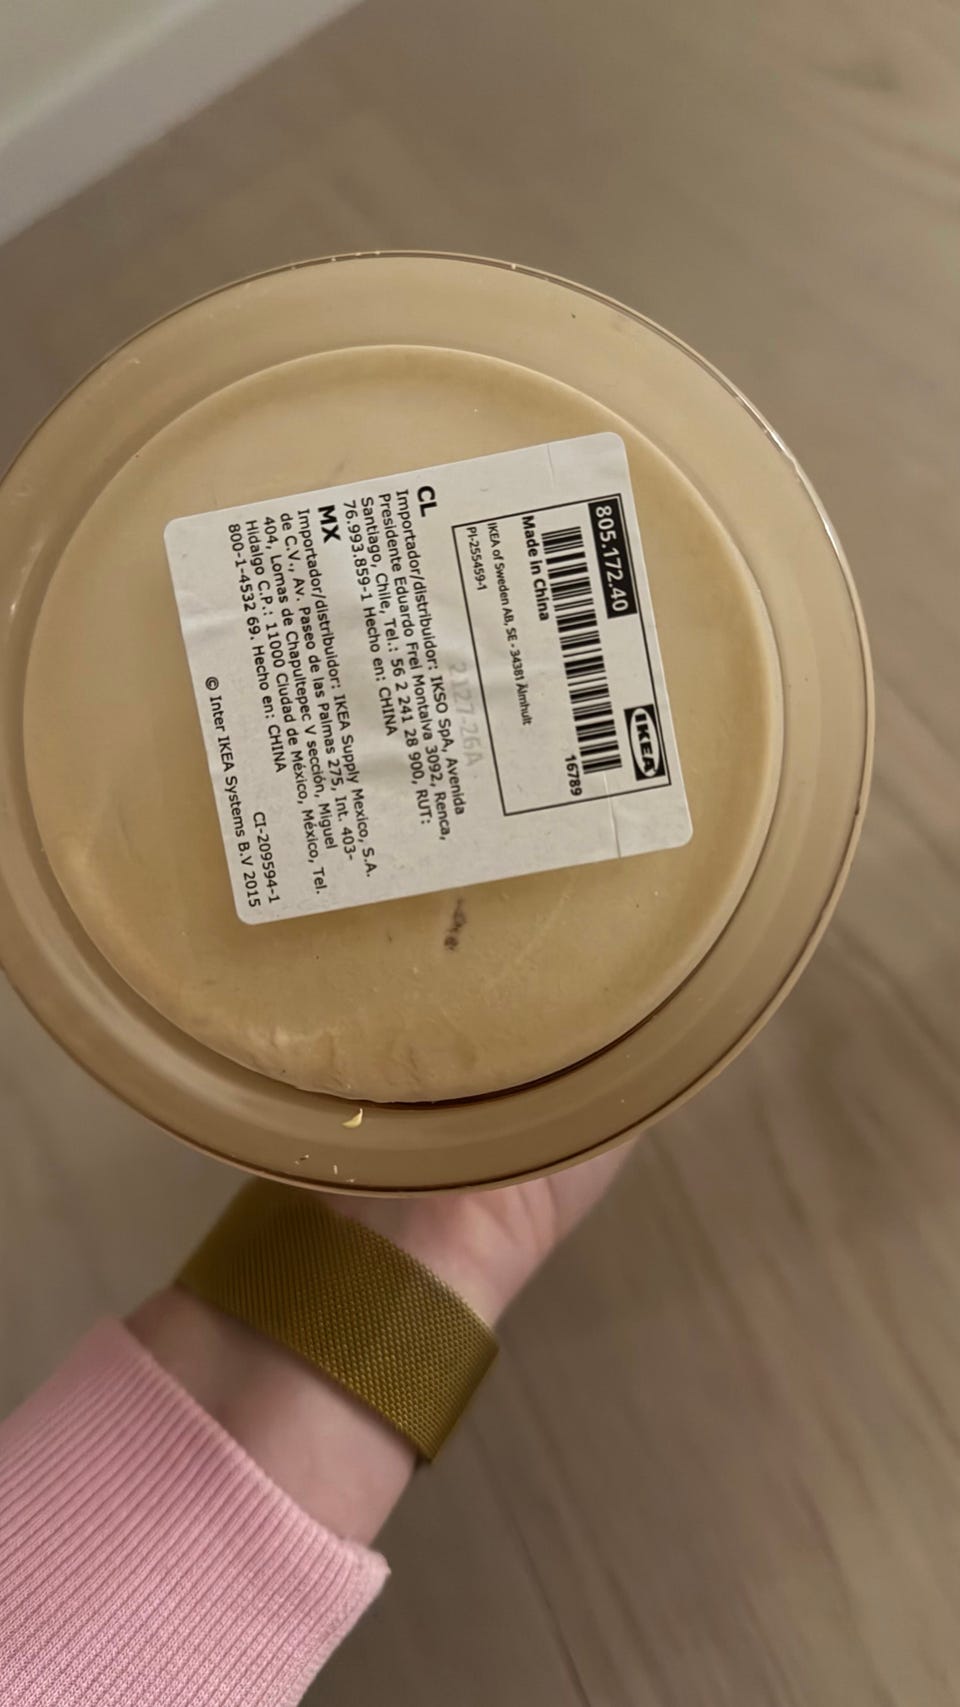 805.172.40
IKEA
16789
Made in China
IKEA of Sweden AB, SE - 34381 Älmhult
PI-255459-1
2127-26A
CL
Importador/distribuidor: IKSO SpA, Avenida
Presidente Eduardo Frei Montalva 3092, Renca,
Santiago, Chile, Tel.: 56 2 241 28 900, RUT:
76.993.859-1 Hecho en: CHINA
MX
Importador/distribuidor: IKEA Supply Mexico, S.A.
de C.V., Av. Paseo de las Palmas 275, Int. 403-
404, Lomas de Chapultepec V sección, Miguel
Hidalgo C.P.: 11000 Ciudad de México, México, Tel.
800-1-4532 69. Hecho en: CHINA
CI-209594-1
© Inter IKEA Systems B.V 2015